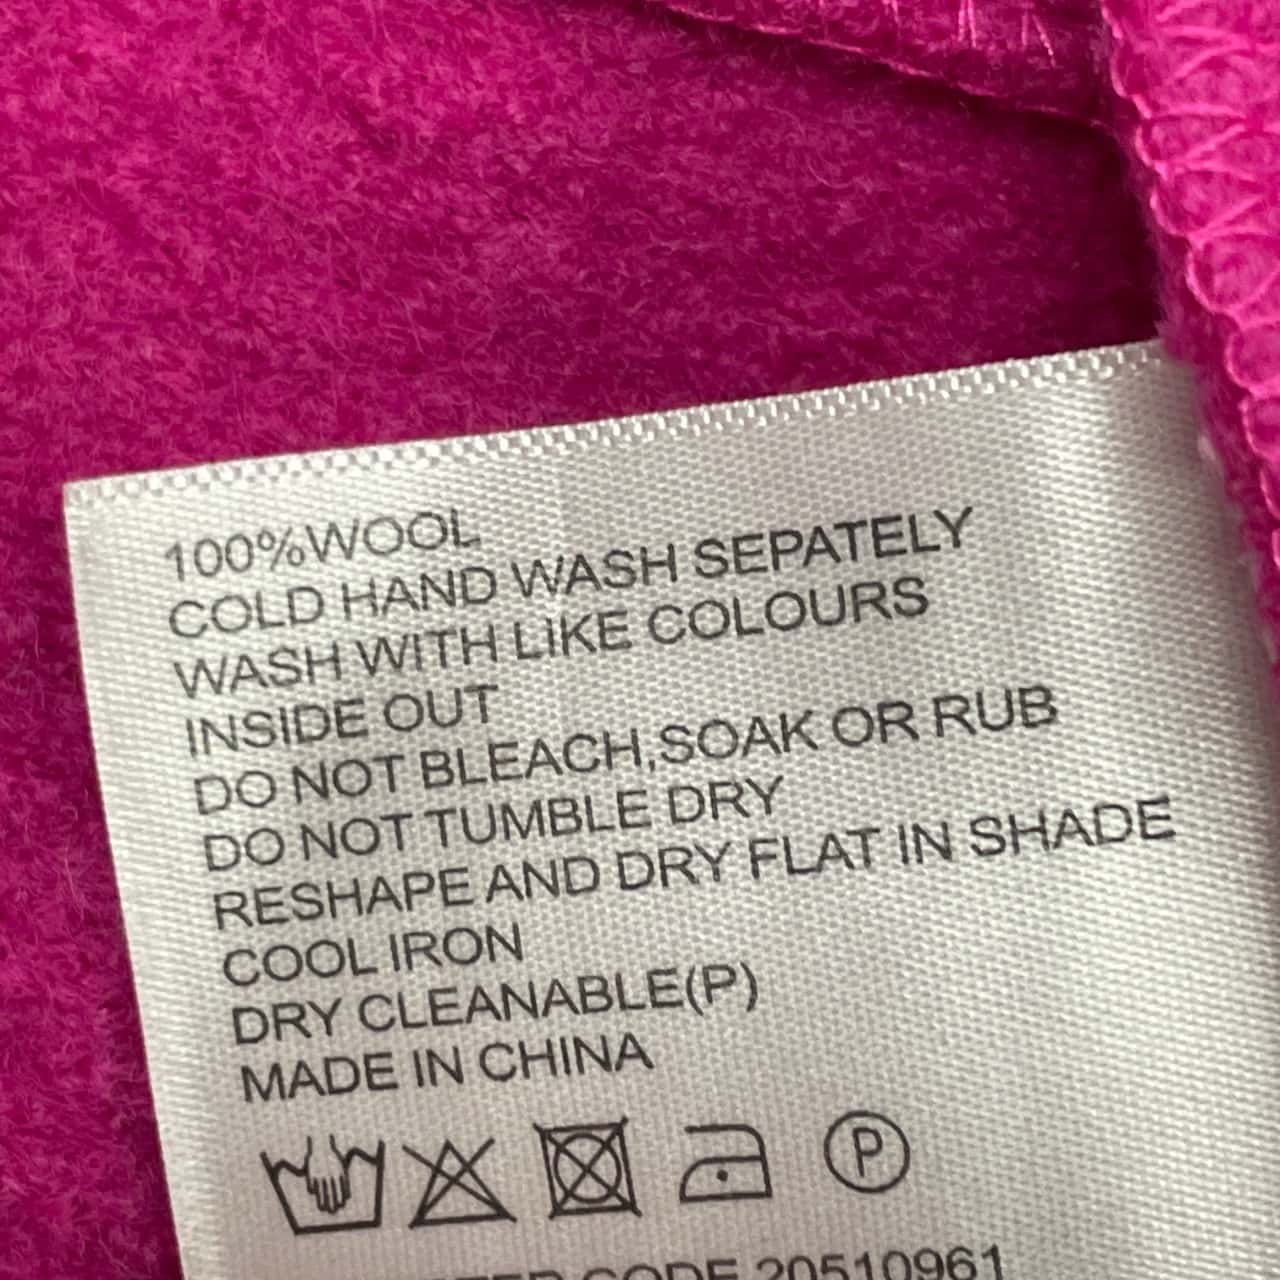 100%WOOL
COLD HAND WASH SEPATELY
WASH WITH LIKE COLOURS
INSIDE OUT
DO NOT BLEACH,SOAK OR RUB
DO NOT TUMBLE DRY
RESHAPE AND DRY FLAT IN SHADE
COOL IRON
DRY CLEANABLE(P)
MADE IN CHINA
P
CODE 20510961